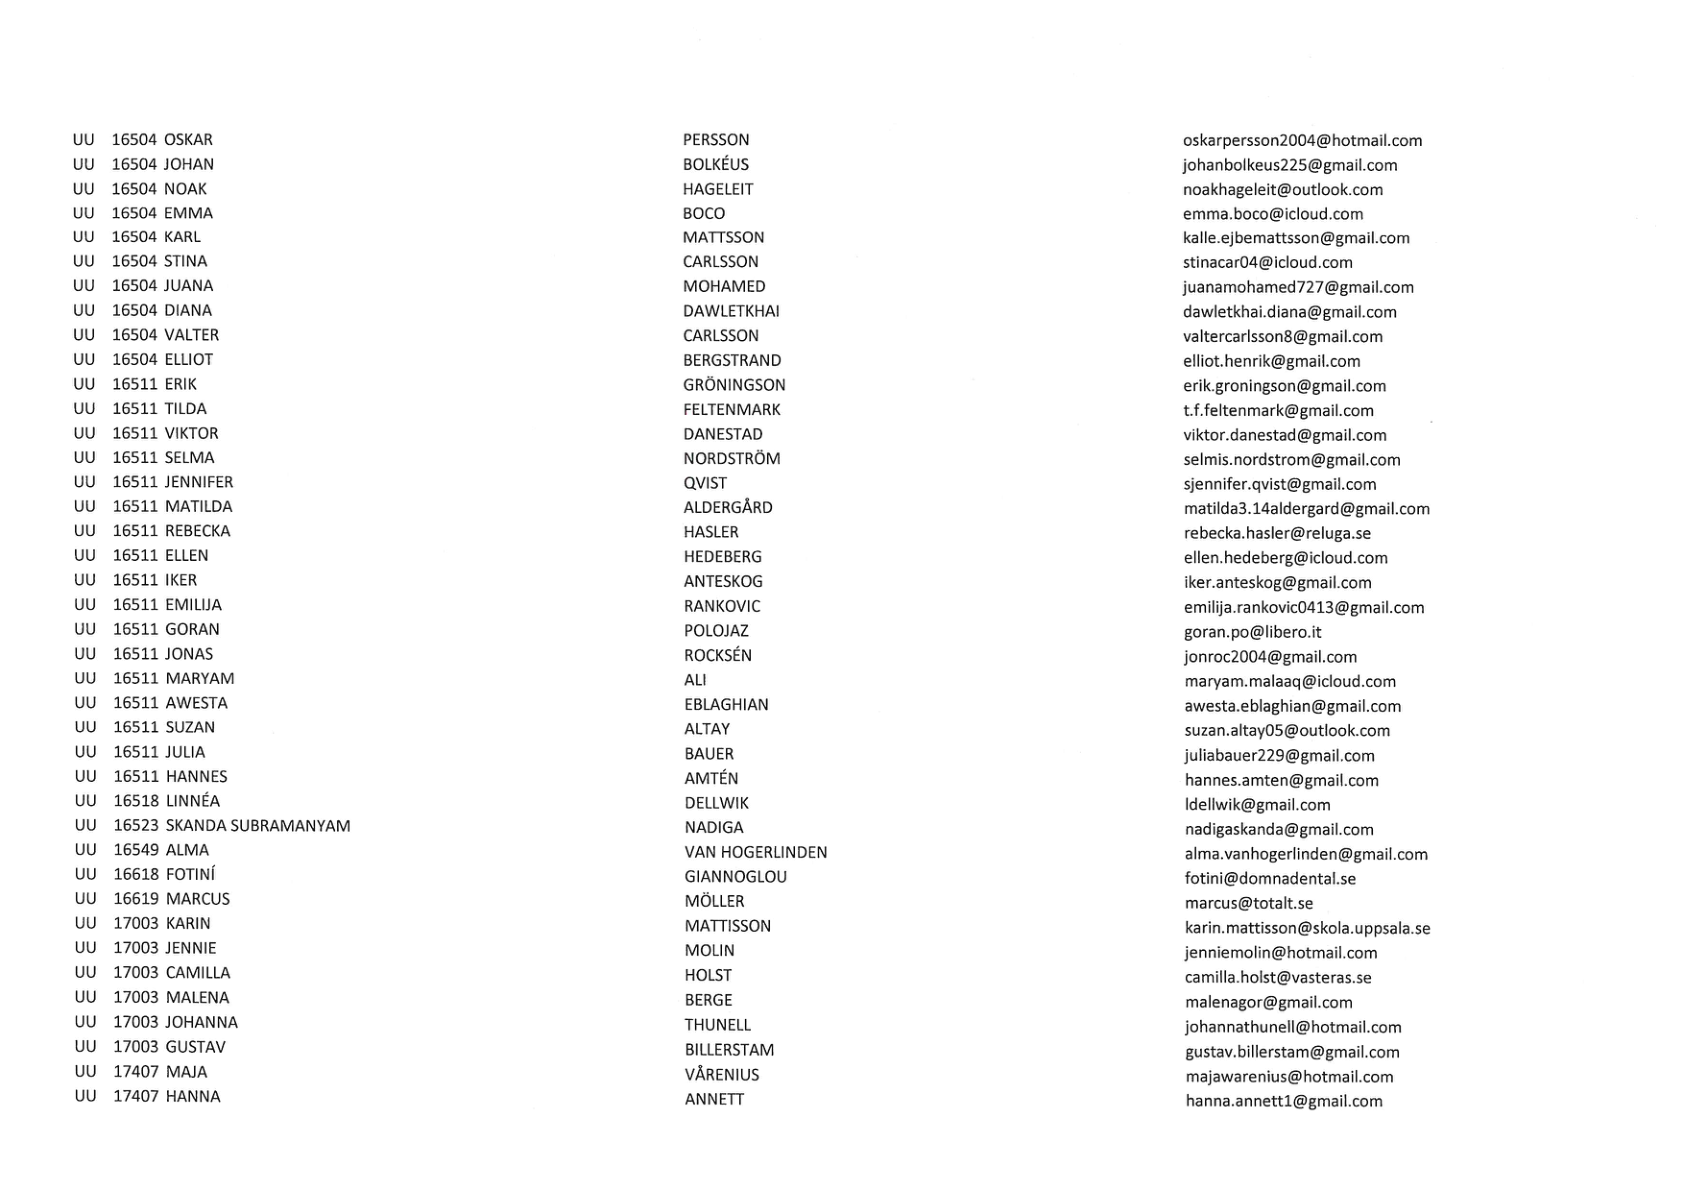 UU 16504 OSKAR PERSSON oskarpersson2004@hotmail.com
UU 16504 JOHAN BOLKÉUS johanbolkeus225@gmail.com
UU 16504 NOAK HAGELEIT noakhageleit@outlook.com
UU 16504 EMMA BOCO emma.boco@icloud.com
UU 16504 KARL MATTSSON kalle.ejbemattsson@gmail.com
UU 16504 STINA CARLSSON stinacar04@icloud.com
UU 16504 JUANA MOHAMED juanamohamed727@gmail.com
UU 16504 DIANA DAWLETKHAI dawletkhai.diana@gmail.com
UU 16504 VALTER CARLSSON valtercarlsson8@gmail.com
UU 16504 ELLIOT BERGSTRAND elliot.henrik@gmail.com
UU 16511 ERIK GRÖNINGSON erik.groningson@gmail.com
UU 16511 TILDA FELTENMARK t.f.feltenmark@gmail.com
UU 16511 VIKTOR DANESTAD viktor.danestad@gmail.com
UU 16511 SELMA NORDSTRÖM selmis.nordstrom@gmail.com
UU 16511 JENNIFER QVIST sjennifer.qvist@gmail.com
UU 16511 MATILDA ALDERGÅRD matilda3.14aldergard@gmail.com
UU 16511 REBECKA HASLER rebecka.hasler@reluga.se
UU 16511 ELLEN HEDEBERG ellen.hedeberg@icloud.com
UU 16511 IKER ANTESKOG iker.anteskog@gmail.com
UU 16511 EMILIJA RANKOVIC emilija.rankovic0413@gmail.com
UU 16511 GORAN POLOJAZ goran.po@libero.it
UU 16511 JONAS ROCKSÉN jonroc2004@gmail.com
UU 16511 MARYAM ALI maryam.malaaq@icloud.com
UU 16511 AWESTA EBLAGHIAN awesta.eblaghian@gmail.com
UU 16511 SUZAN ALTAY suzan.altay05@outlook.com
UU 16511 JULIA BAUER juliabauer229@gmail.com
UU 16511 HANNES AMTÉN hannes.amten@gmail.com
UU 16518 LINNÉA DELLWIK ldellwik@gmail.com
UU 16523 SKANDA SUBRAMANYAM NADIGA nadigaskanda@gmail.com
UU 16549 ALMA VAN HOGERLINDEN alma.vanhogerlinden@gmail.com
UU 16618 FOTINÍ GIANNOGLOU fotini@domnadental.se
UU 16619 MARCUS MÖLLER marcus@totalt.se
UU 17003 KARIN MATTISSON karin.mattisson@skola.uppsala.se
UU 17003 JENNIE MOLIN jenniemolin@hotmail.com
UU 17003 CAMILLA HOLST camilla.holst@vasteras.se
UU 17003 MALENA BERGE malenagor@gmail.com
UU 17003 JOHANNA THUNELL johannathunell@hotmail.com
UU 17003 GUSTAV BILLERSTAM gustav.billerstam@gmail.com
UU 17407 MAJA VÅRENIUS majawarenius@hotmail.com
UU 17407 HANNA ANNETT hanna.annett1@gmail.com